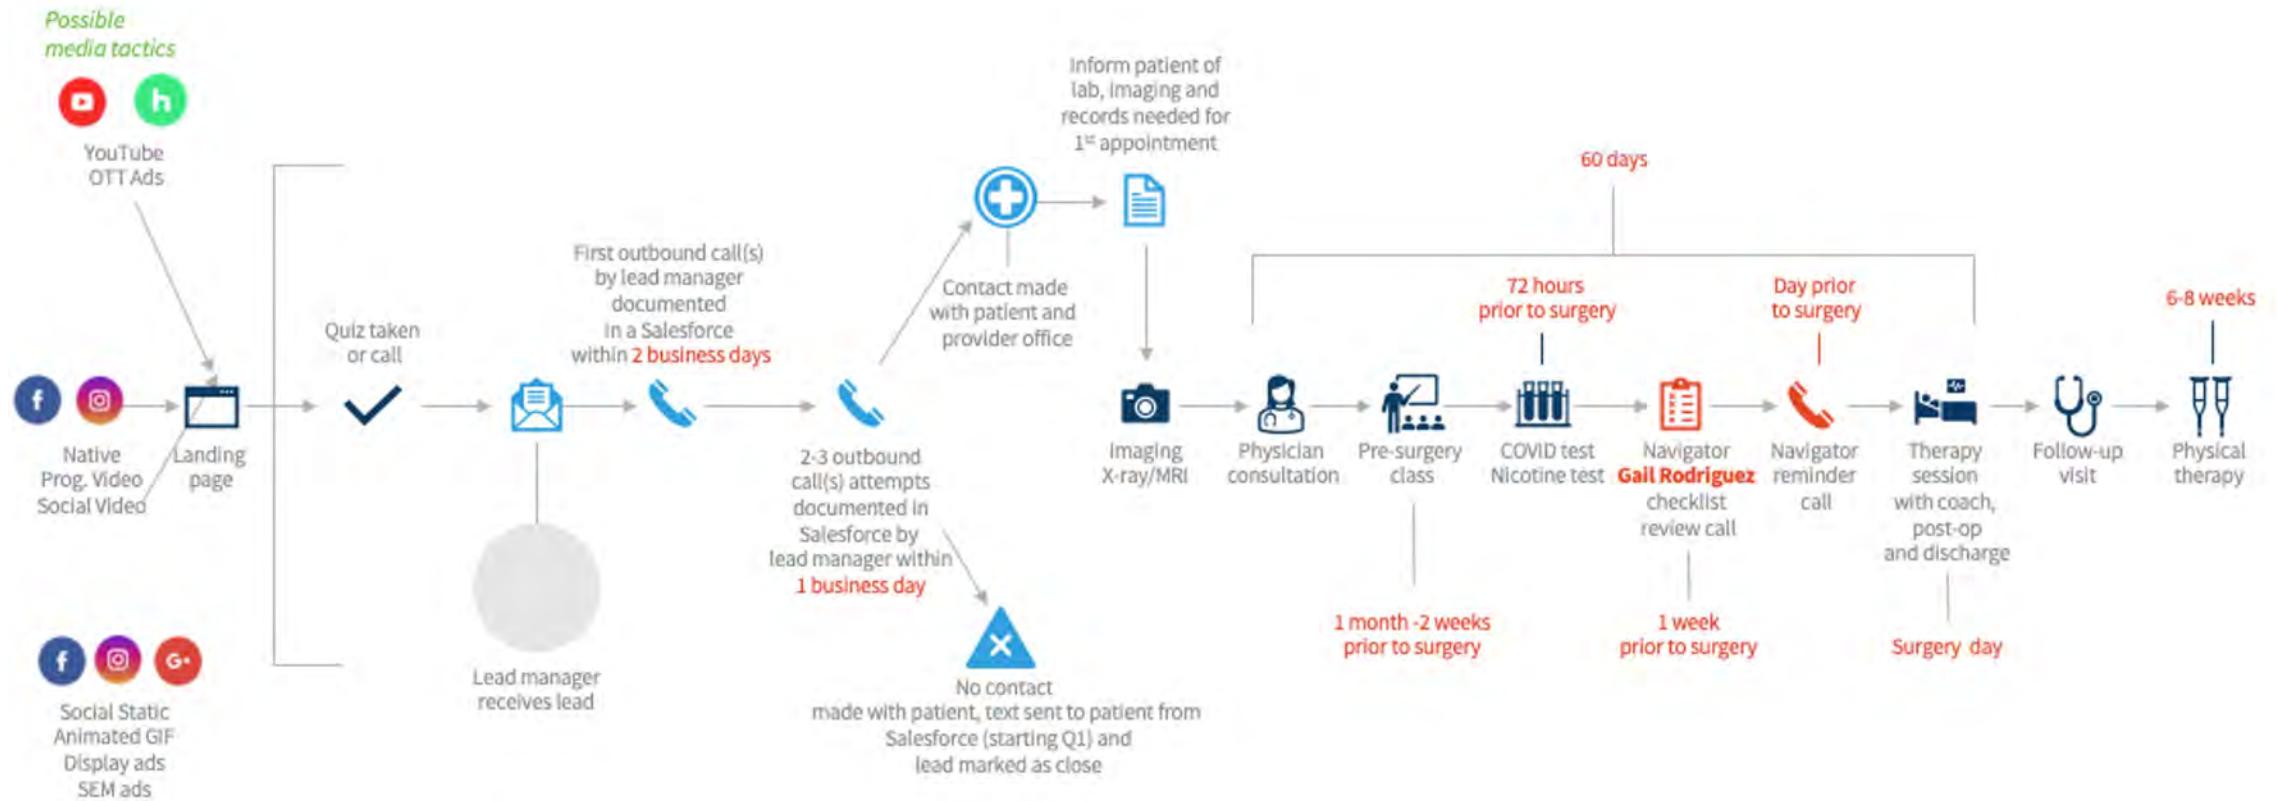 Possible
media tactics
YouTube
OTT Ads
Native
Prog. Video
Social Video
Landing
page
Social Static
Animated GIF
Display ads
SEM ads
Quiz taken
or call
Lead manager
receives lead
First outbound call(s)
by lead manager
documented
in a Salesforce
within 2 business days
2-3 outbound
call(s) attempts
documented in
Salesforce by
lead manager within
1 business day
Contact made
with patient and
provider office
No contact
made with patient, text sent to patient from
Salesforce (starting Q1) and
lead marked as close
Inform patient of
lab, imaging and
records needed for
1st appointment
Imaging
X-ray/MRI
60 days
Physician
consultation
Pre-surgery
class
1 month -2 weeks
prior to surgery
72 hours
prior to surgery
COVID test
Nicotine test
Navigator
Gail Rodriguez
checklist
review call
1 week
prior to surgery
Day prior
to surgery
Navigator
reminder
call
Therapy
session
with coach,
post-op
and discharge
Surgery day
Follow-up
visit
6-8 weeks
Physical
therapy